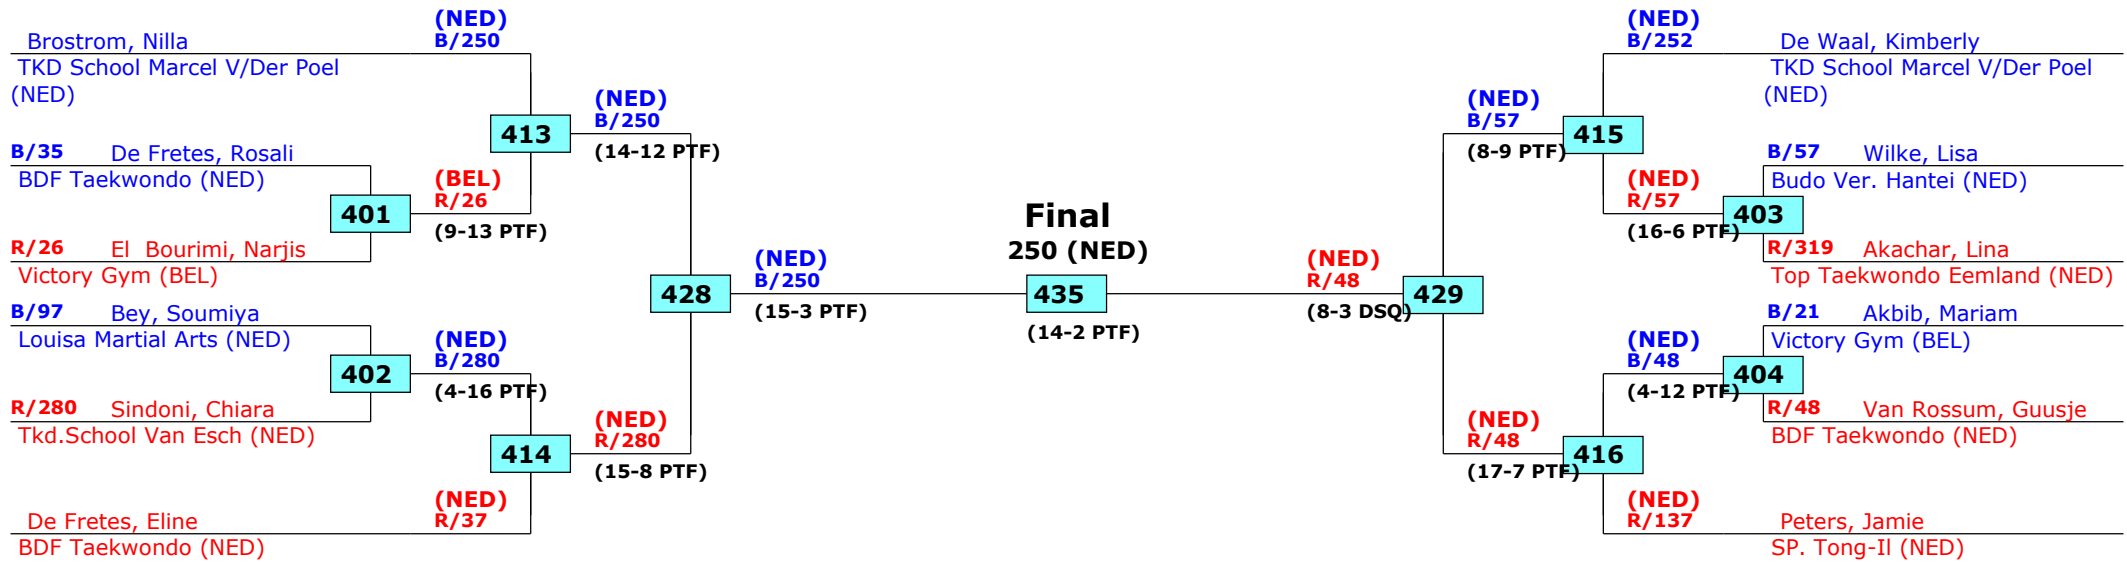 (NED)
B/250
Brostrom, Nilla
TKD School Marcel V/Der Poel
(NED)
413
(NED)
B/250
(14-12 PTF)
B/35 De Fretes, Rosali
BDF Taekwondo (NED)
401
(BEL)
R/26
(9-13 PTF)
R/26 El Bourimi, Narjis
Victory Gym (BEL)
428
(NED)
B/250
(15-3 PTF)
B/97 Bey, Soumiya
Louisa Martial Arts (NED)
402
(NED)
B/280
(4-16 PTF)
R/280 Sindoni, Chiara
Tkd.School Van Esch (NED)
414
(NED)
R/280
(15-8 PTF)
(NED)
R/37
De Fretes, Eline
BDF Taekwondo (NED)
Final
250 (NED)
435
(14-2 PTF)
(NED)
R/48
(8-3 DSQ)
429
(NED)
B/252
De Waal, Kimberly
TKD School Marcel V/Der Poel
(NED)
(NED)
B/57
(8-9 PTF)
415
B/57 Wilke, Lisa
Budo Ver. Hantei (NED)
(NED)
R/57
(16-6 PTF)
403
R/319 Akachar, Lina
Top Taekwondo Eemland (NED)
B/21 Akbib, Mariam
Victory Gym (BEL)
(NED)
B/48
(4-12 PTF)
404
R/48 Van Rossum, Guusje
BDF Taekwondo (NED)
(NED)
R/48
(17-7 PTF)
416
(NED)
R/137
Peters, Jamie
SP. Tong-Il (NED)